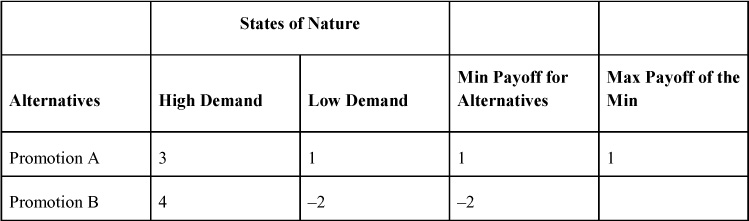 States of Nature
Alternatives High Demand Low Demand Min Payoff for Alternatives Max Payoff of the Min
Promotion A 3 1 1 1
Promotion B 4 –2 –2